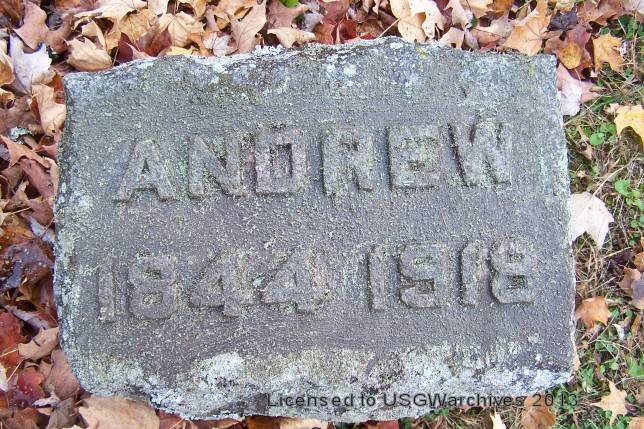 ANDREW
1844 1918
Licensed to USGWarchives 2013